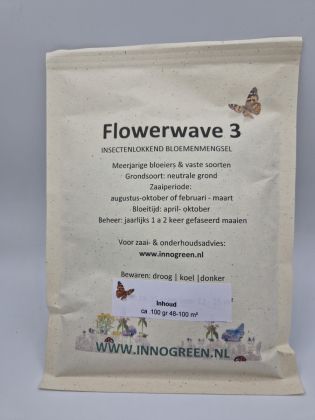 Flowerwave 3
INSECTENLOKKEND BLOEMENMENGSEL
Meerjarige bloeiers & vaste soorten
Grondsoort: neutrale grond
Zaaiperiode:
augustus-oktober of februari - maart
Bloeitijd: april- oktober
Beheer: jaarlijks 1 a 2 keer gefaseerd maaien
Voor zaai- & onderhoudsadvies:
www.innogreen.nl
Bewaren: droog | koel |donker
Inhoud
ca. 100 gr 48-100 m²
WWW.INNOGREEN.NL